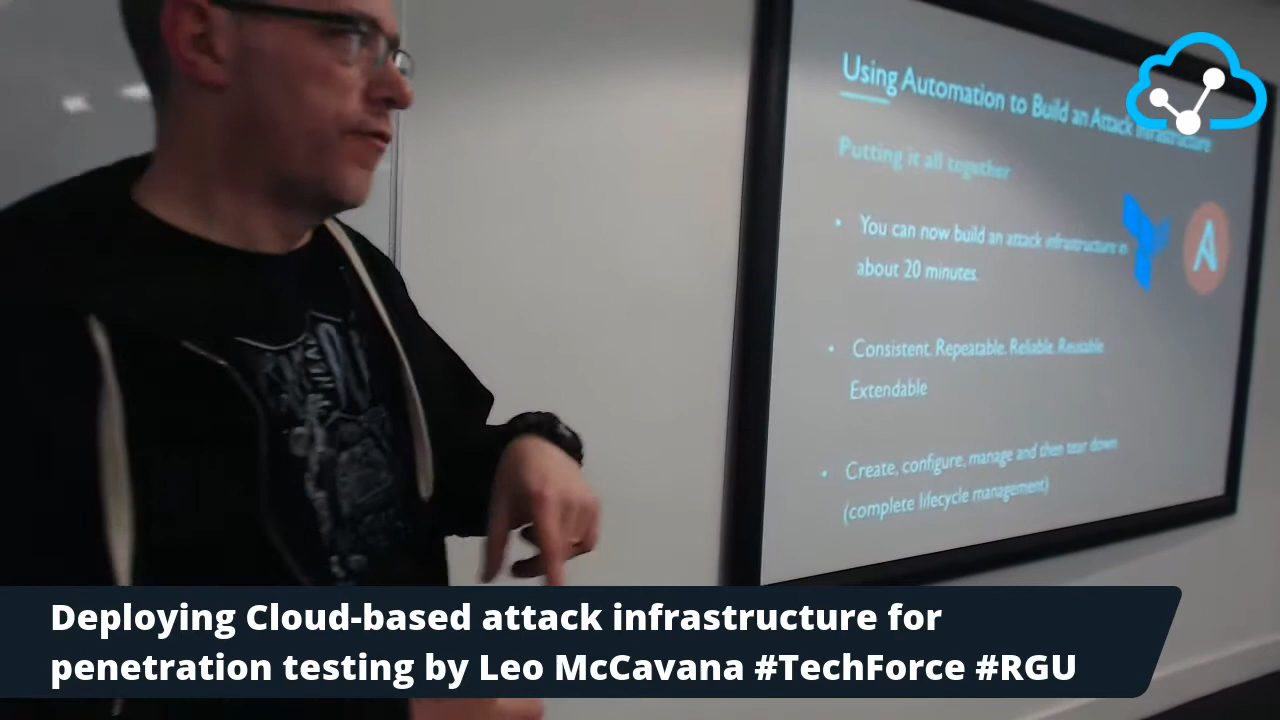 Using Automation to Build an Attack Infrastructure
Putting it all together
• You can now build an attack infrastructure in
about 20 minutes.
• Consistent. Repeatable. Reliable. Reusable
Extendable
• Create, configure, manage and then tear down
(complete lifecycle management)
Deploying Cloud-based attack infrastructure for
penetration testing by Leo McCavana #TechForce #RGU